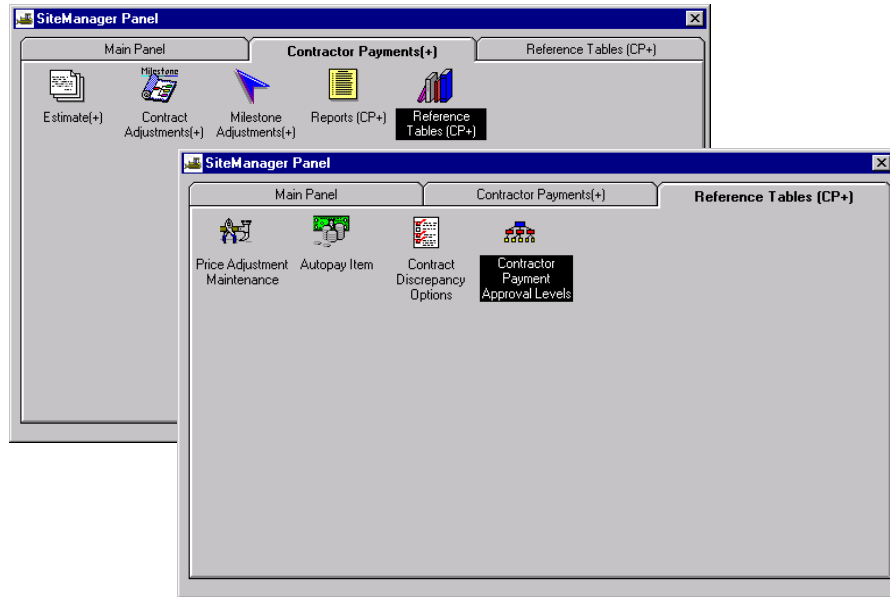 SiteManager Panel
Main Panel
Contractor Payments(+)
Reference Tables (CP+)
Milestone
Estimate(+)
Contract
Adjustments(+)
Milestone
Adjustments(+)
Reports (CP+)
Reference
Tables (CP+)
SiteManager Panel
Main Panel
Contractor Payments(+)
Reference Tables (CP+)
Price Adjustment
Maintenance
Autopay Item
Contract
Discrepancy
Options
Contractor
Payment
Approval Levels